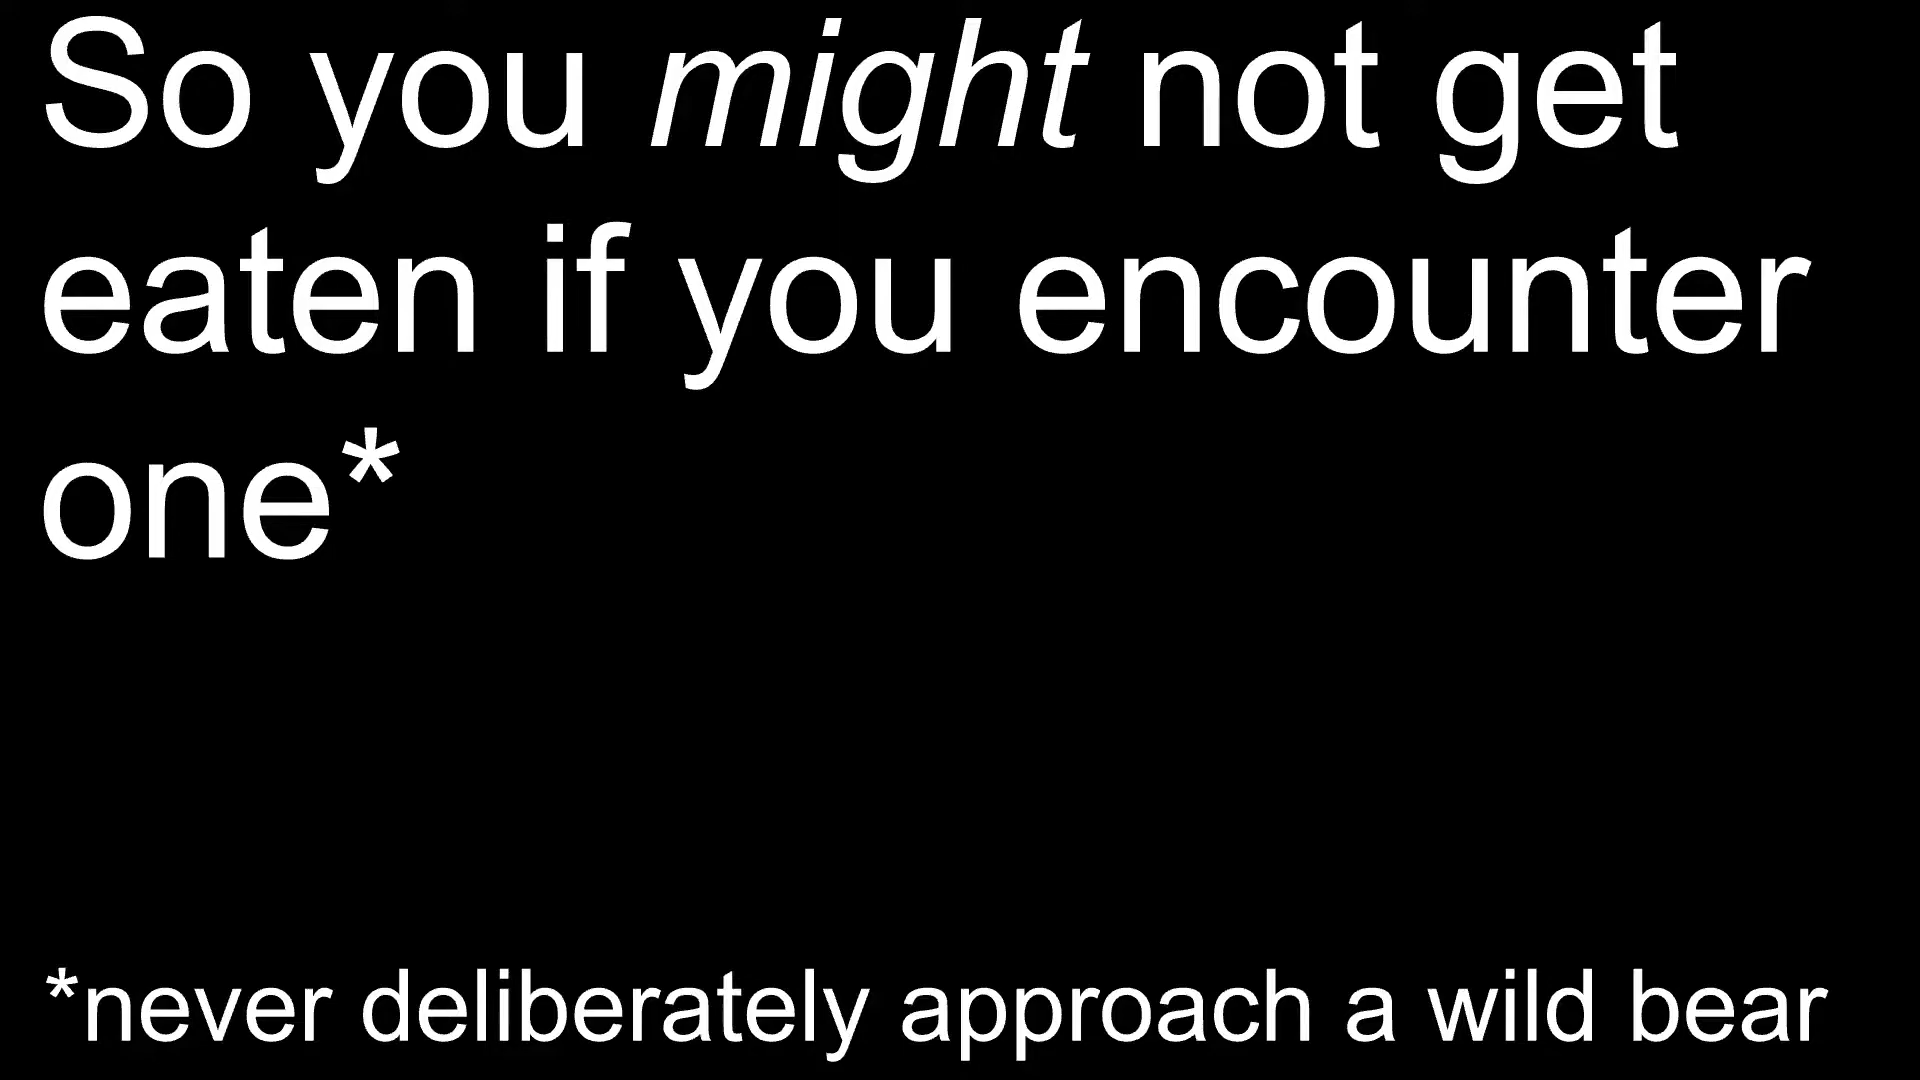 So you might not get
eaten if you encounter
one*
*never deliberately approach a wild bear